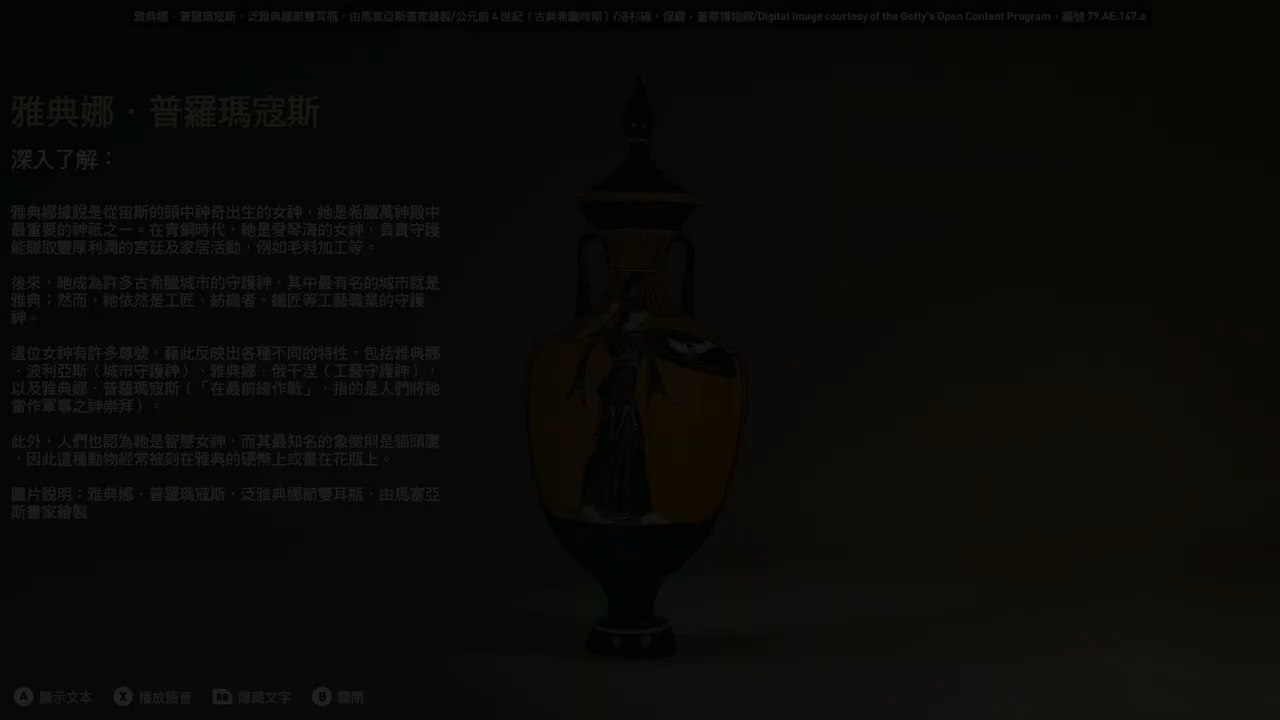 雅典娜．普羅瑪寇斯，泛雅典娜節雙耳瓶，由馬塞亞斯畫家繪製/公元前 4 世紀（古典希臘時期）/洛杉磯，保羅．蓋蒂博物館/Digital image courtesy of the Getty's Open Content Program，編號 79.AE.147.a
雅典娜．普羅瑪寇斯
深入了解：
雅典娜據說是從宙斯的頭中神奇出生的女神，她是希臘萬神殿中
最重要的神祇之一。在青銅時代，祂是愛琴海的女神，負責守護
能賺取豐厚利潤的宮廷及家居活動，例如毛料加工等。
後來，祂成為許多古希臘城市的守護神，其中最有名的城市就是
雅典；然而，祂依然是工匠、紡織者、鐵匠等工藝職業的守護
神。
這位女神有許多尊號，藉此反映出各種不同的特性，包括雅典娜
．波利亞斯（城市守護神）、雅典娜．俄干涅（工藝守護神），
以及雅典娜．普羅瑪寇斯（「在最前線作戰」，指的是人們將祂
當作軍事之神崇拜）。
此外，人們也認為祂是智慧女神，而其最知名的象徵則是貓頭鷹
，因此這種動物經常被刻在雅典的硬幣上或畫在花瓶上。
圖片說明：雅典娜．普羅瑪寇斯，泛雅典娜節雙耳瓶，由馬塞亞
斯畫家繪製
A 顯示文本 X 播放語音 RB 隱藏文字 B 關閉